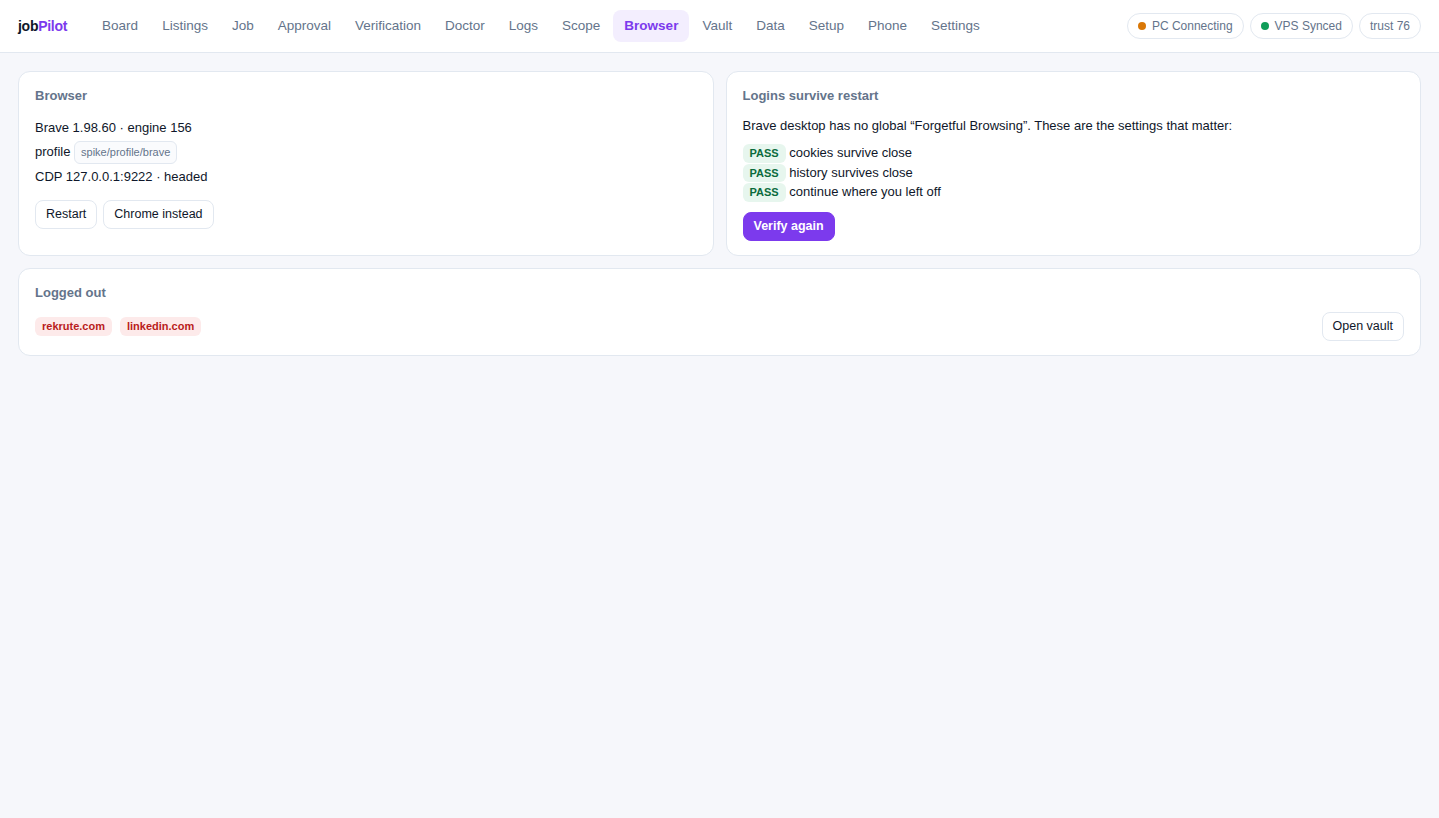 jobPilot Board Listings Job Approval Verification Doctor Logs Scope Browser Vault Data Setup Phone Settings PC Connecting VPS Synced trust 76
Browser
Brave 1.98.60 · engine 156
profile spike/profile/brave
CDP 127.0.0.1:9222 · headed
Restart Chrome instead
Logins survive restart
Brave desktop has no global “Forgetful Browsing”. These are the settings that matter:
PASS cookies survive close
PASS history survives close
PASS continue where you left off
Verify again
Logged out
rekrute.com linkedin.com Open vault